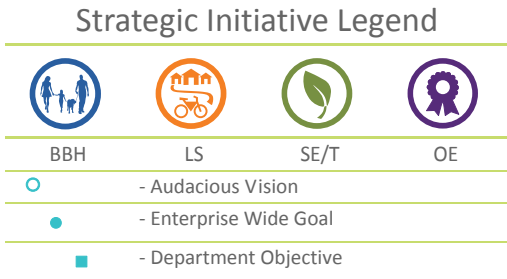 Strategic Initiative Legend
BBH LS SE/T OE
- Audacious Vision
- Enterprise Wide Goal
- Department Objective